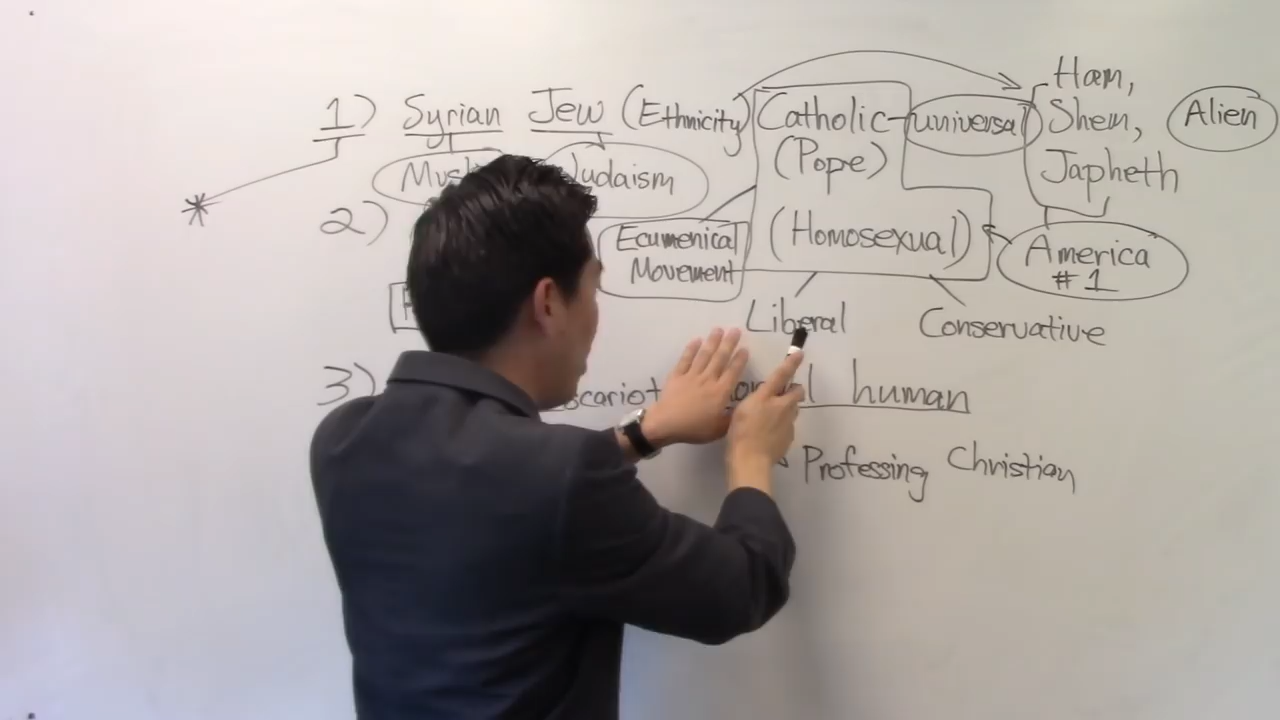 1) Syrian Jew (Ethnicity) Catholic - universal Ham,
Shem,
Japheth
Alien
Judaism
(Pope)
2)
Ecumenical
Movement
(Homosexual)
America
#1
Liberal Conservative
3) human
Professing Christian